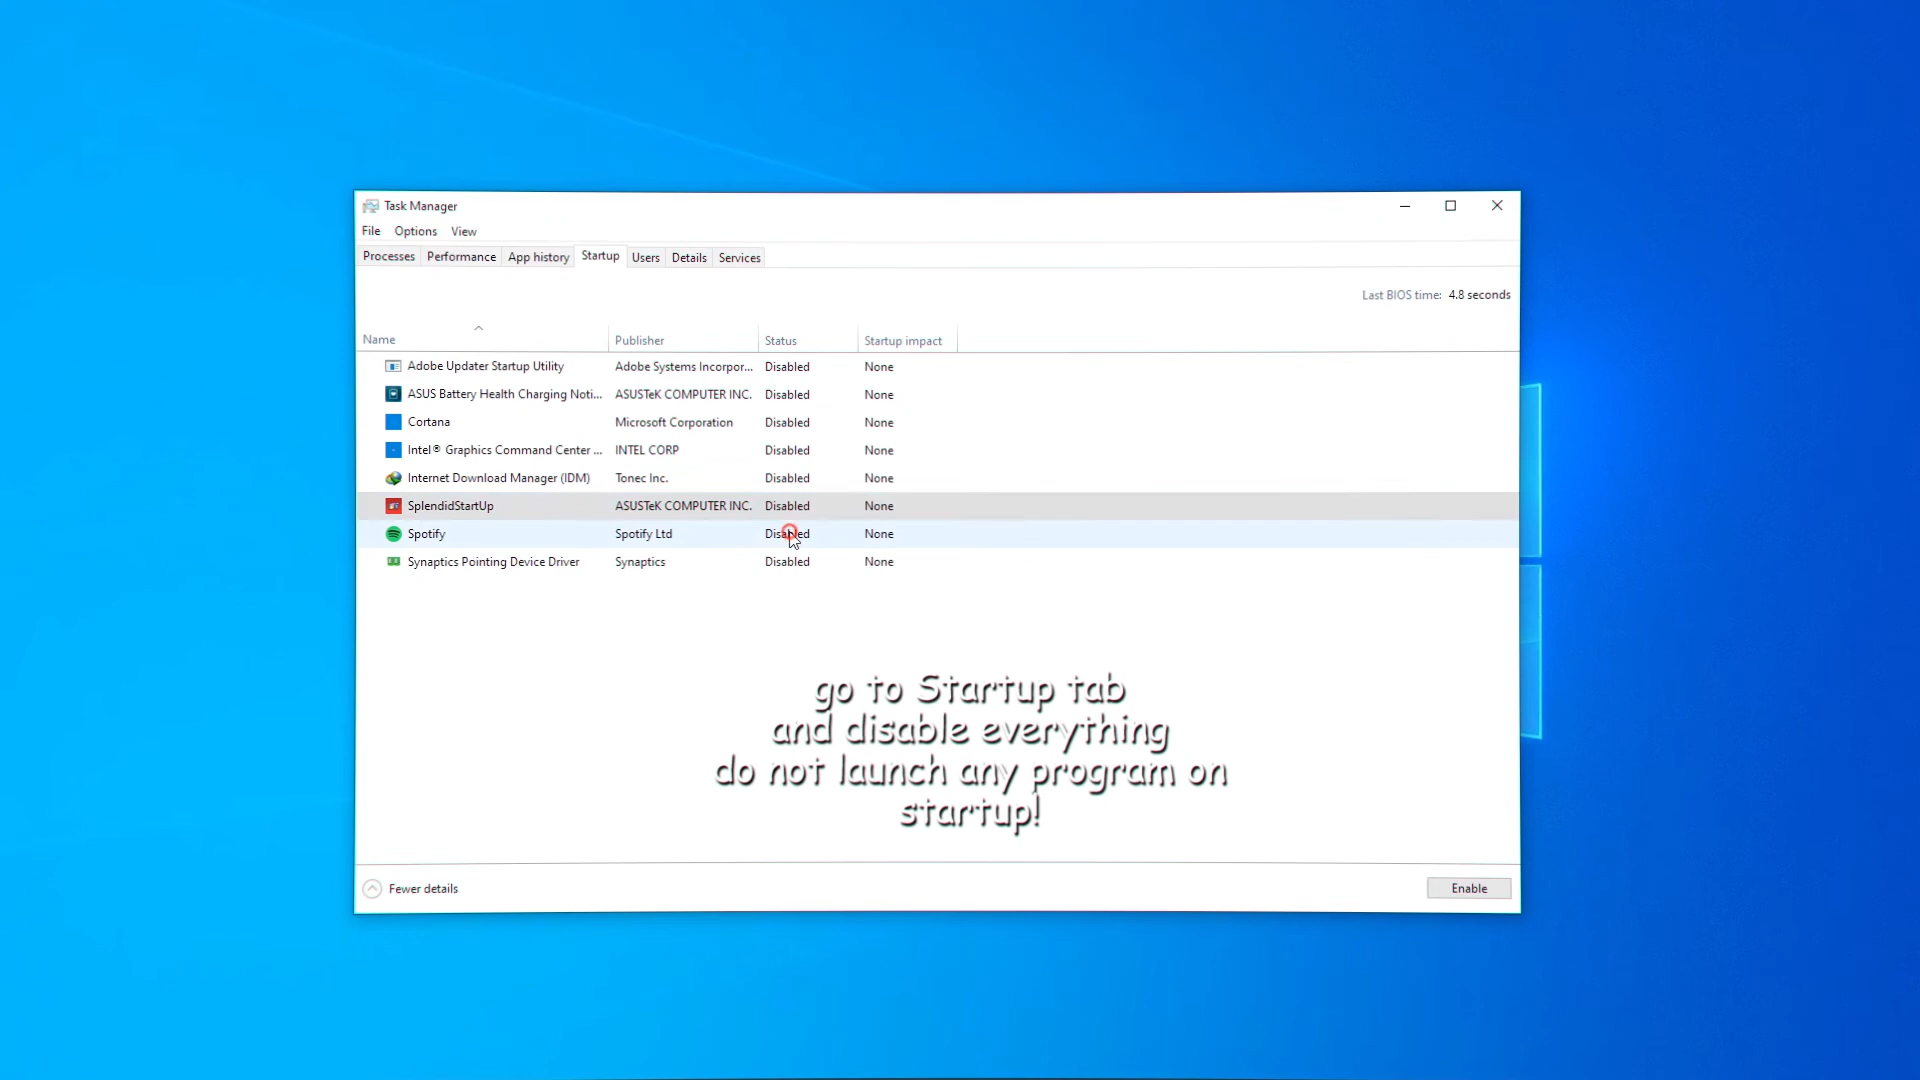 Task Manager
File Options View
Processes Performance App history Startup Users Details Services
Last BIOS time: 4.8 seconds
Name Publisher Status Startup impact
Adobe Updater Startup Utility Adobe Systems Incorpor... Disabled None
ASUS Battery Health Charging Noti... ASUSTeK COMPUTER INC. Disabled None
Cortana Microsoft Corporation Disabled None
Intel® Graphics Command Center ... INTEL CORP Disabled None
Internet Download Manager (IDM) Tonec Inc. Disabled None
SplendidStartUp ASUSTeK COMPUTER INC. Disabled None
Spotify Spotify Ltd Disabled None
Synaptics Pointing Device Driver Synaptics Disabled None
go to Startup tab
and disable everything
do not launch any program on
startup!
Fewer details Enable